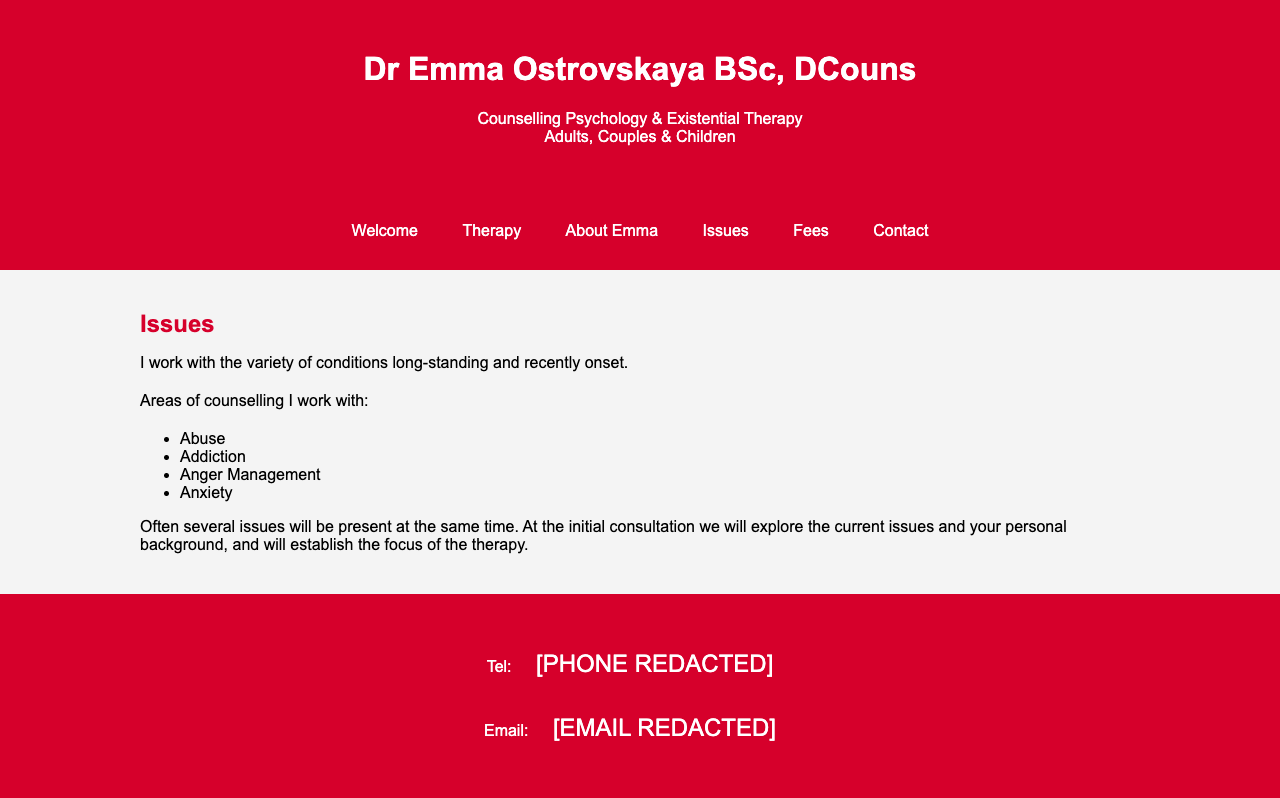 Dr Emma Ostrovskaya BSc, DCouns
Counselling Psychology & Existential Therapy
Adults, Couples & Children
Welcome Therapy About Emma Issues Fees Contact
Issues
I work with the variety of conditions long-standing and recently onset.
Areas of counselling I work with:
• Abuse
• Addiction
• Anger Management
• Anxiety
Often several issues will be present at the same time. At the initial consultation we will explore the current issues and your personal
background, and will establish the focus of the therapy.
Tel: [PHONE REDACTED]
Email: [EMAIL REDACTED]